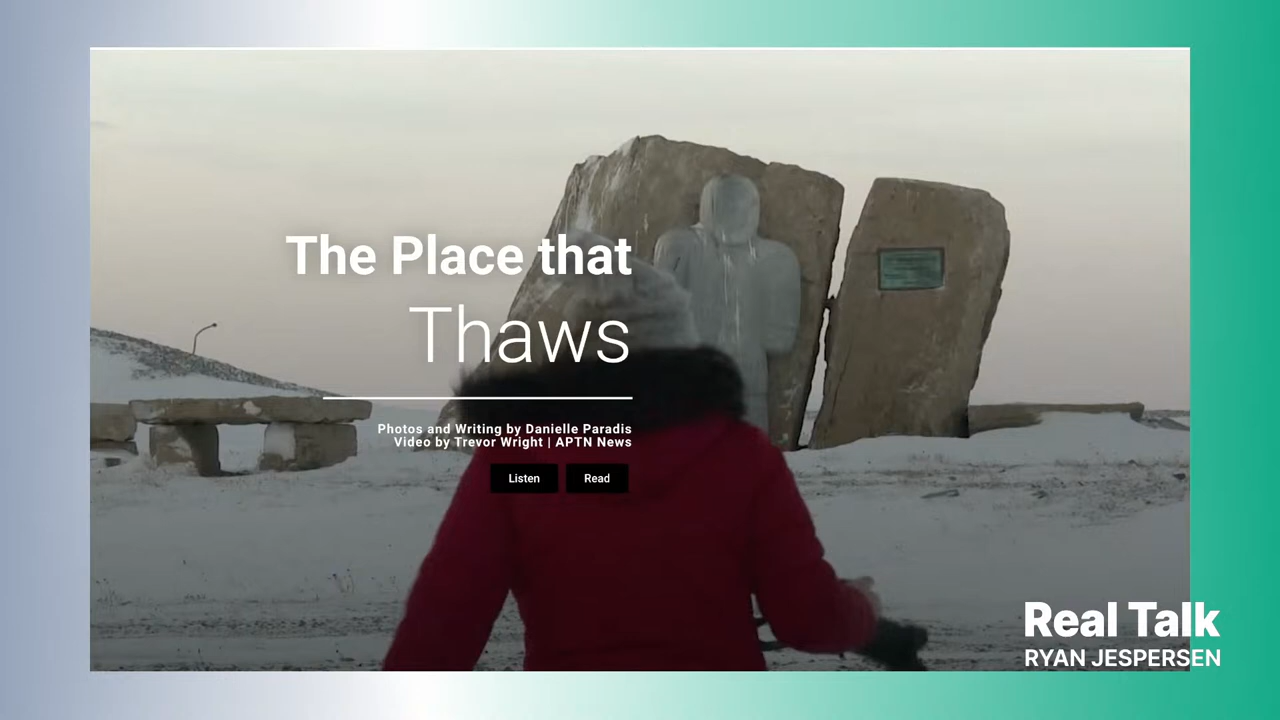 The Place that
Thaws
Photos and Writing by Danielle Paradis
Video by Trevor Wright | APTN News
Listen Read
Real Talk
RYAN JESPERSEN